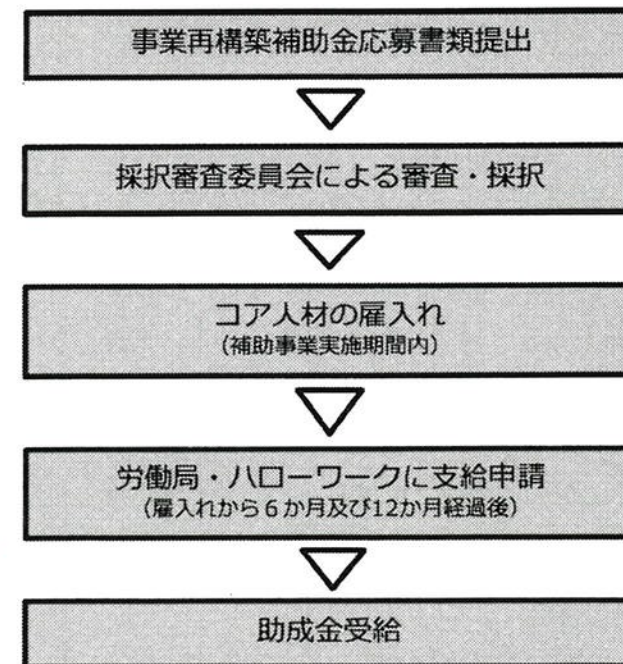 事業再構築補助金応募書類提出
採択審査委員会による審査・採択
コア人材の雇入れ
(補助事業実施期間内)
労働局・ハローワークに支給申請
(雇入れから6か月及び12か月経過後)
助成金受給